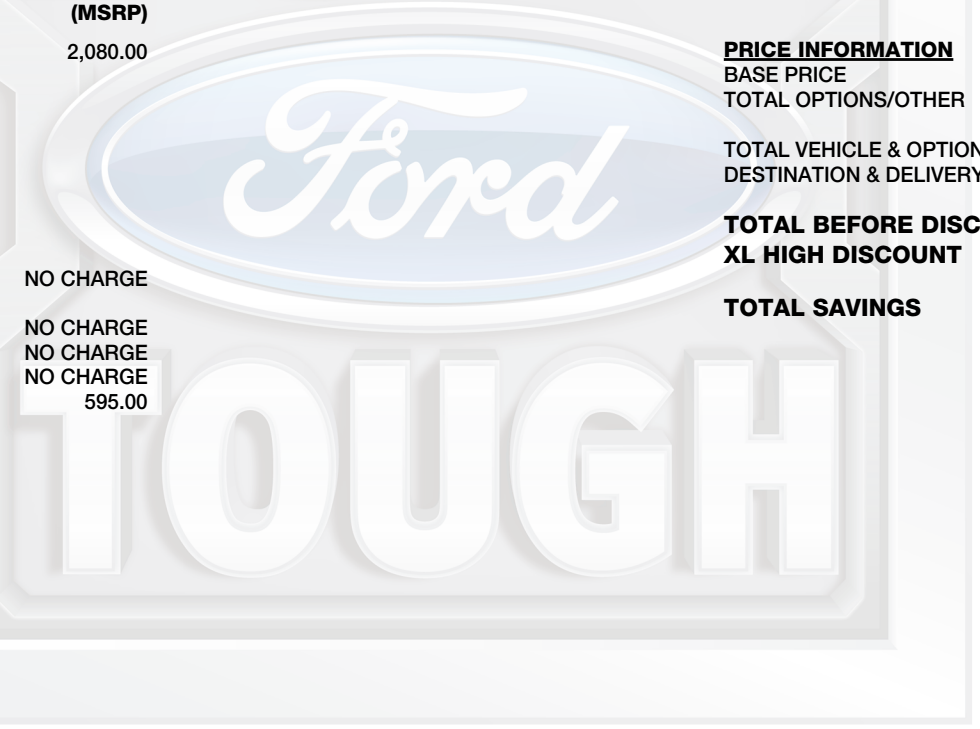 (MSRP)
2,080.00
NO CHARGE
NO CHARGE
NO CHARGE
NO CHARGE
595.00
PRICE INFORMATION
BASE PRICE
TOTAL OPTIONS/OTHER
TOTAL VEHICLE & OPTION
DESTINATION & DELIVERY
TOTAL BEFORE DISC
XL HIGH DISCOUNT
TOTAL SAVINGS
Ford
TOUGH